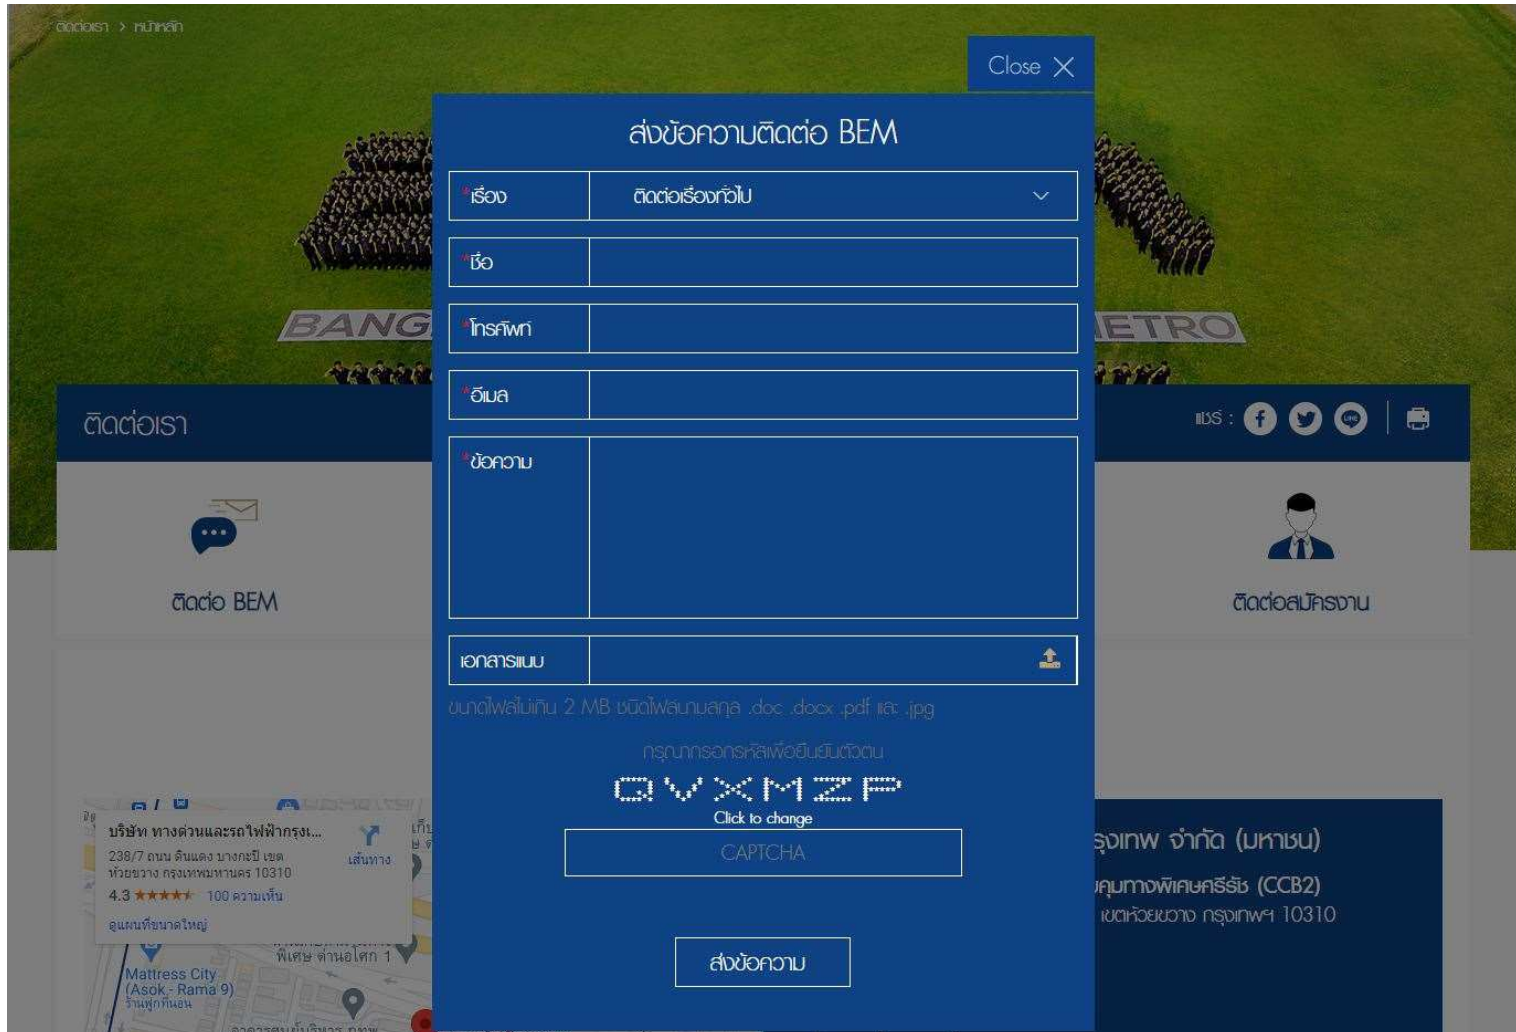 ติดต่อเรา > หน้าหลัก
Close
ส่งข้อความติดต่อ BEM
*เรื่อง
ติดต่อเรื่องทั่วไป
*ชื่อ
*โทรศัพท์
*อีเมล
*ข้อความ
เอกสารแนบ
ขนาดไฟล์ไม่เกิน 2 MB ชนิดไฟล์นามสกุล .doc .docx .pdf และ .jpg
กรุณากรอกรหัสเพื่อยืนยันตัวตน
QVXMZP
Click to change
CAPTCHA
ส่งข้อความ
BANG
ETRO
ติดต่อเรา
แชร์ :
LINE
ติดต่อ BEM
ติดต่อสมัครงาน
บริษัท ทางด่วนและรถไฟฟ้ากรุงเ...
238/7 ถนน ดินแดง บางกะปิ เขต
ห้วยขวาง กรุงเทพมหานคร 10310
4.3 ★★★★★ 100 ความเห็น
ดูแผนที่ขนาดใหญ่
เส้นทาง
พิเศษ ด่านอโศก 1
Mattress City
(Asok - Rama 9)
ร้านฟูกที่นอน
รุงเทพ จำกัด (มหาชน)
คุมทางพิเศษศรีรัช (CCB2)
เขตห้วยขวาง กรุงเทพฯ 10310